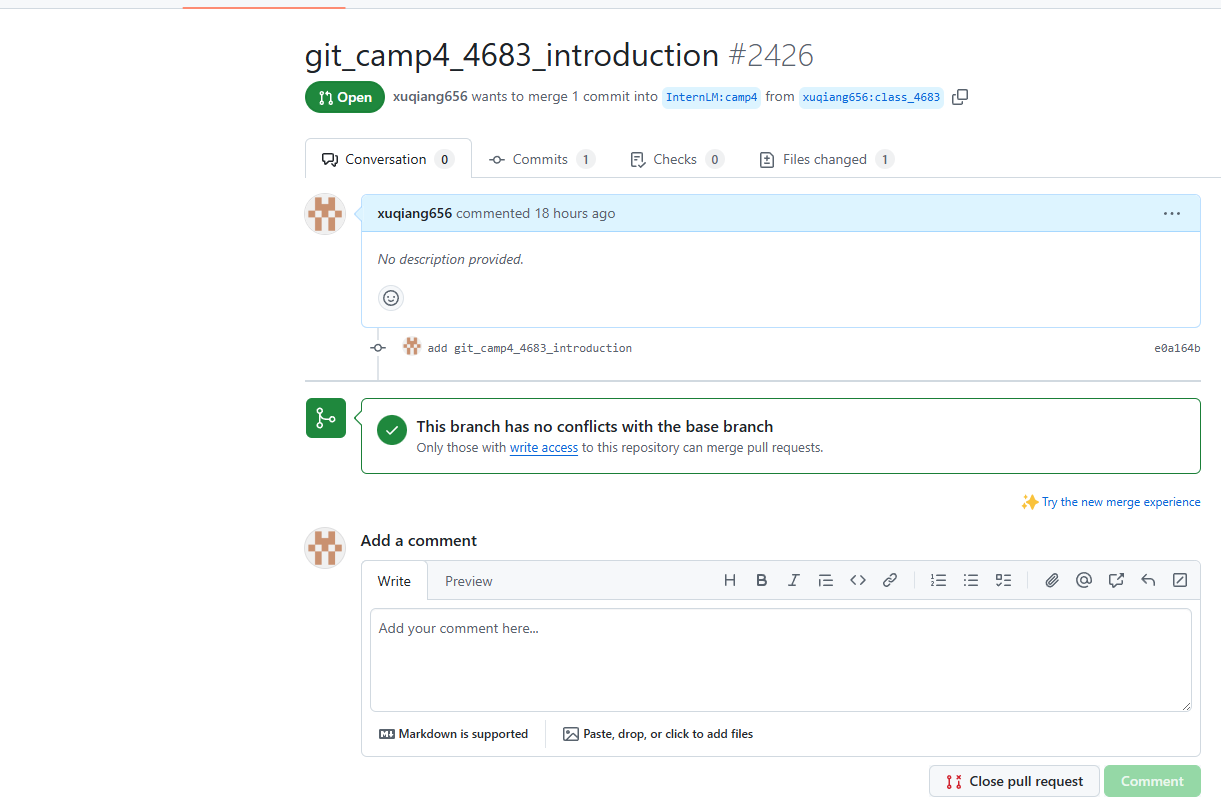 git_camp4_4683_introduction #2426
Open xuqiang656 wants to merge 1 commit into InternLM:camp4 from xuqiang656:class_4683
Conversation 0 Commits 1 Checks 0 Files changed 1
xuqiang656 commented 18 hours ago
No description provided.
add git_camp4_4683_introduction e0a164b
This branch has no conflicts with the base branch
Only those with write access to this repository can merge pull requests.
Try the new merge experience
Add a comment
Write Preview
Add your comment here...
Markdown is supported Paste, drop, or click to add files
Close pull request Comment